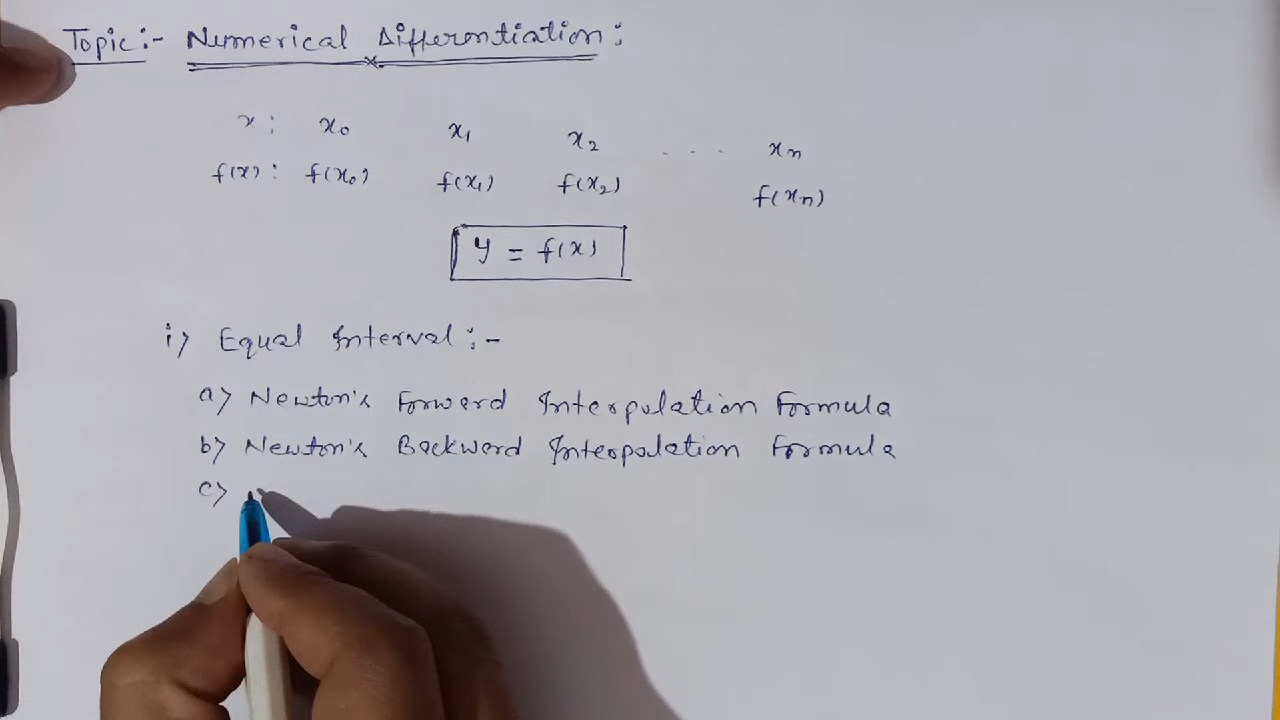 Topic:- Numerical Differentiation:
x: x₀ x₁ x₂ . . . xn
f(x): f(x₀) f(x₁) f(x₂) f(xn)
y = f(x)
i) Equal Interval:-
a) Newton's Forward Interpolation Formula
b) Newton's Backward Interpolation Formula
c)